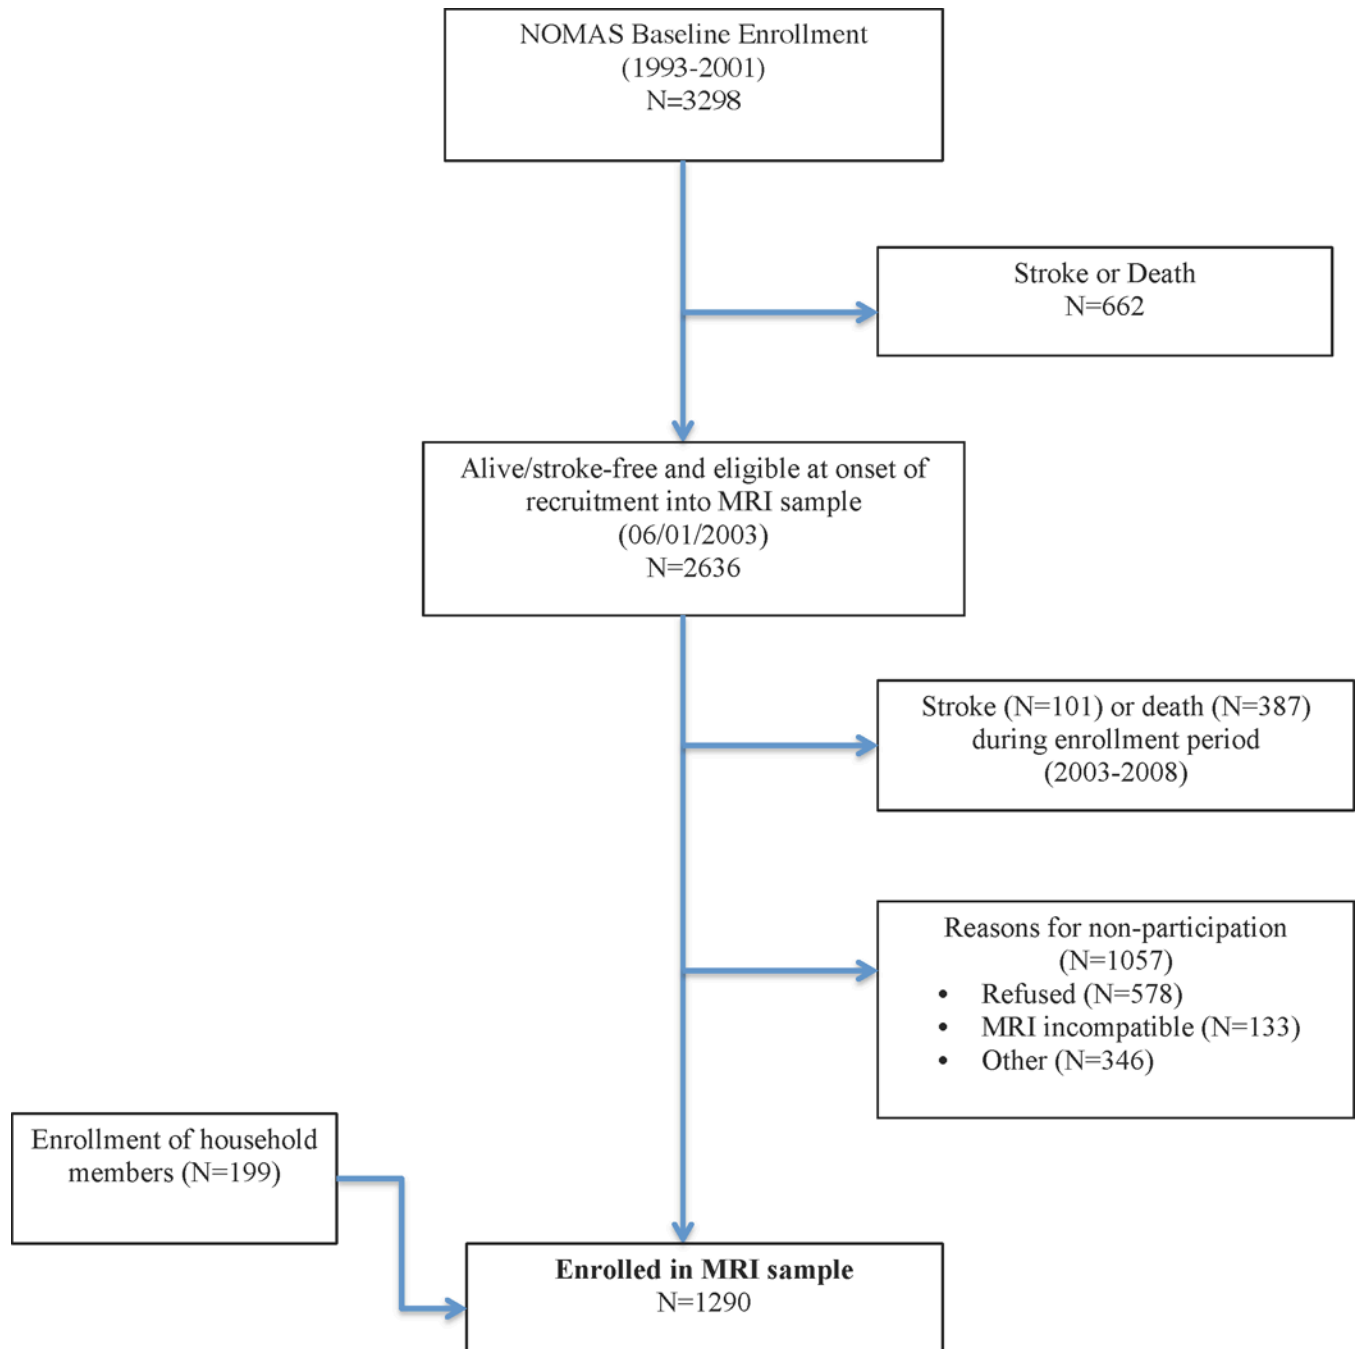 NOMAS Baseline Enrollment
(1993-2001)
N=3298
Stroke or Death
N=662
Alive/stroke-free and eligible at onset of
recruitment into MRI sample
(06/01/2003)
N=2636
Stroke (N=101) or death (N=387)
during enrollment period
(2003-2008)
Reasons for non-participation
(N=1057)
• Refused (N=578)
• MRI incompatible (N=133)
• Other (N=346)
Enrollment of household
members (N=199)
Enrolled in MRI sample
N=1290